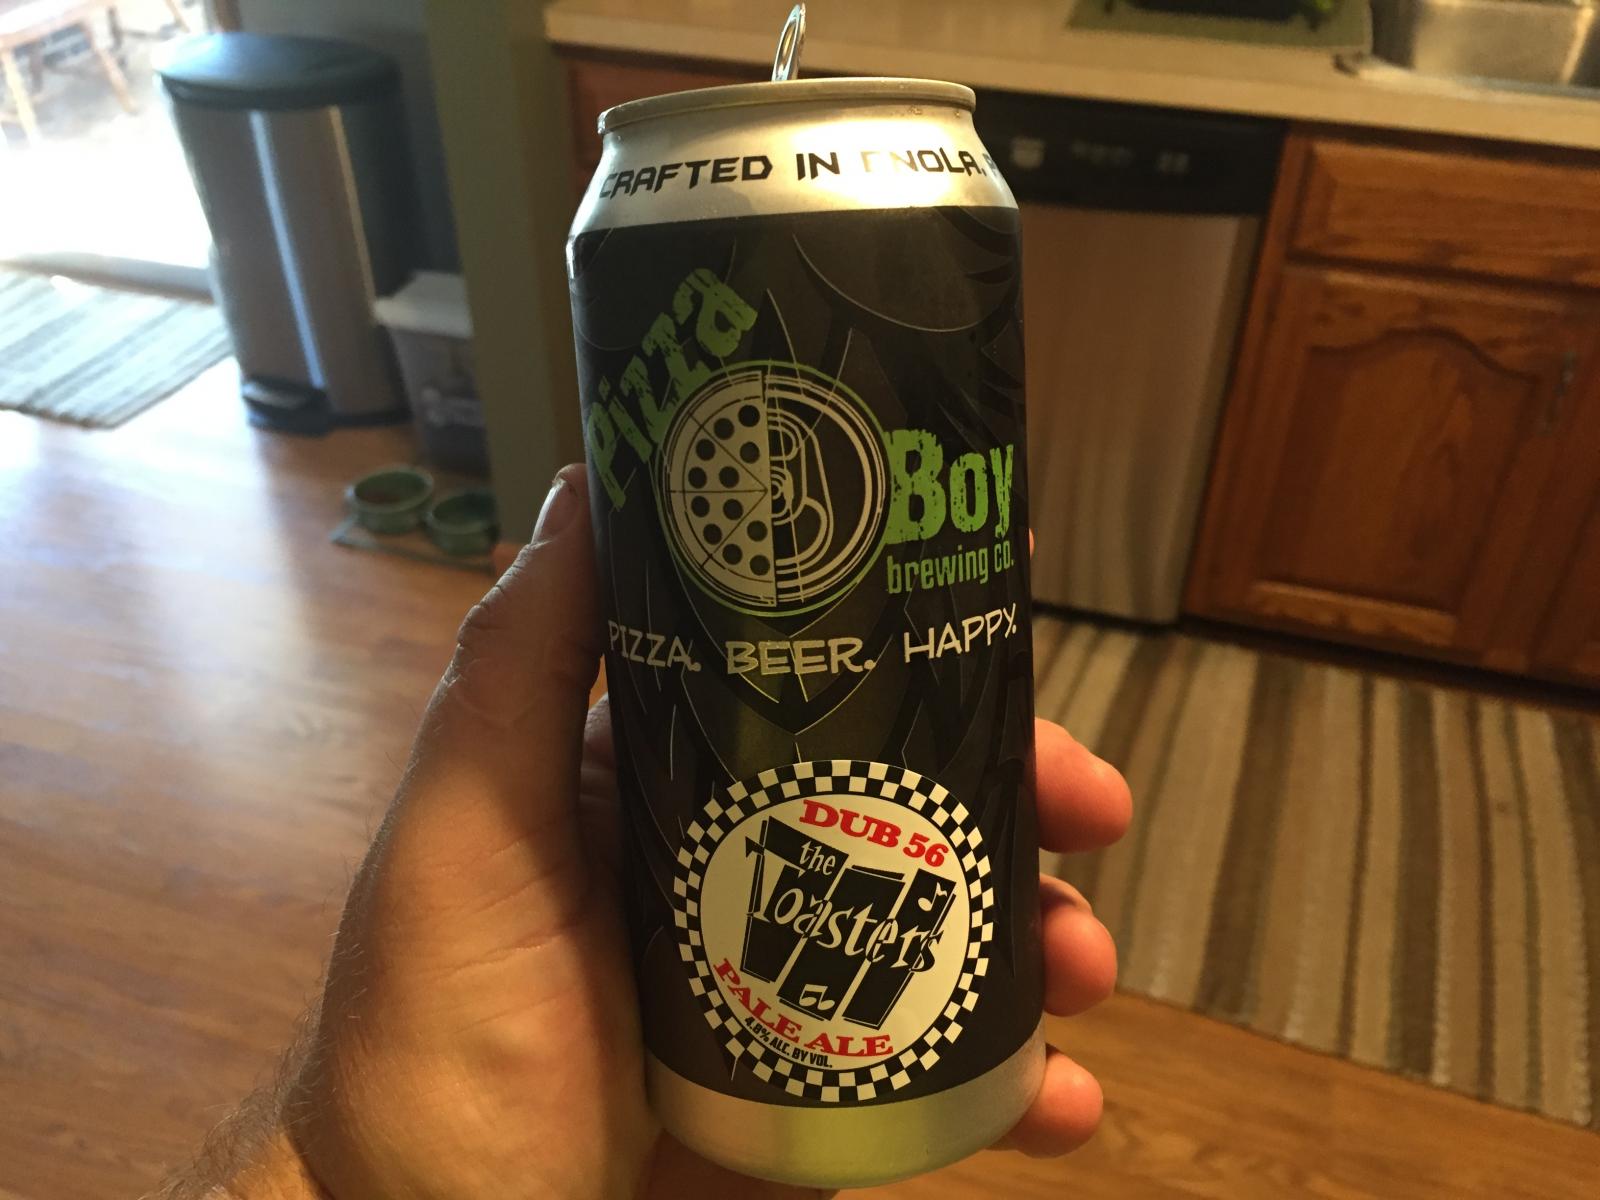 CRAFTED IN ENOLA, P
Pizza
Boy
brewing co.
PIZZA. BEER. HAPPY.
DUB 56
the
Toasters
PALE ALE
4.8% ALC. BY VOL.